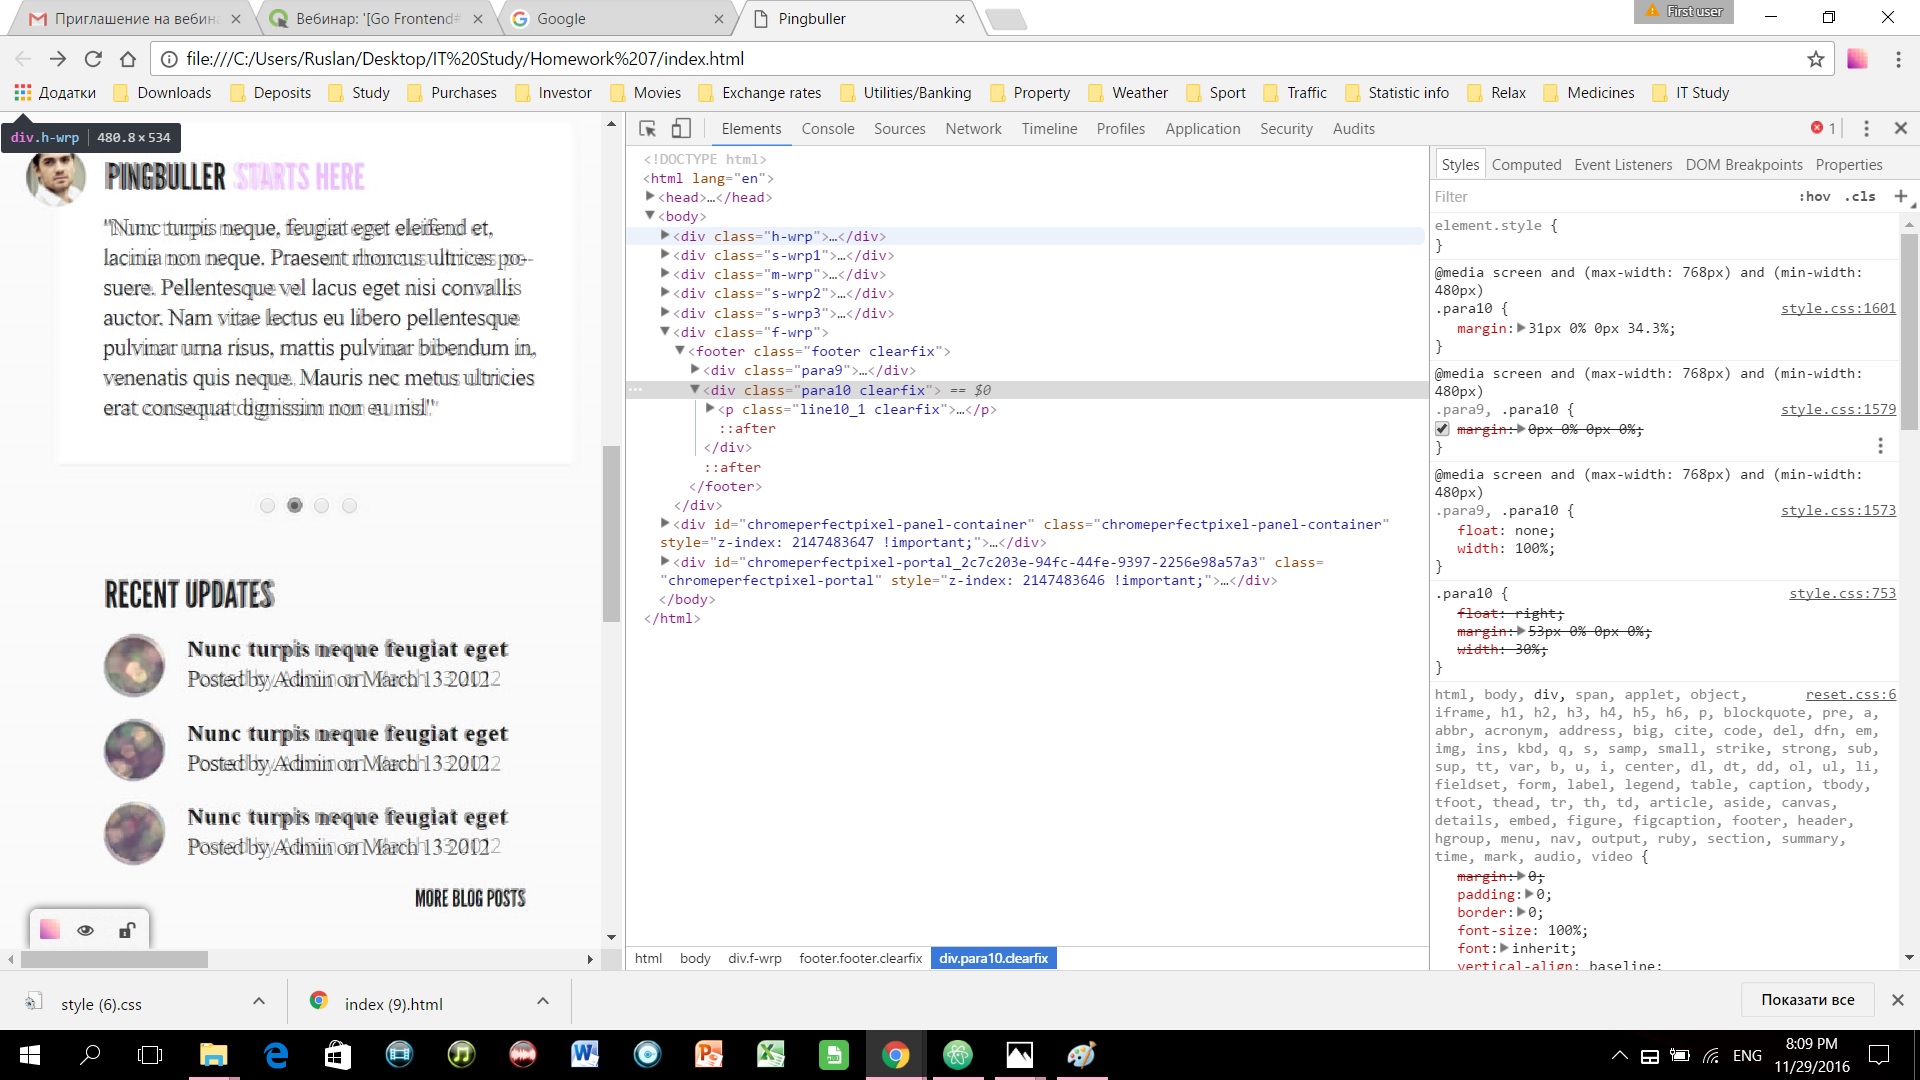 Приглашение на вебина
Вебинар: '[Go Frontend#
Google
Pingbuller
First user
file:///C:/Users/Ruslan/Desktop/IT%20Study/Homework%207/index.html
Додатки
Downloads
Deposits
Study
Purchases
Investor
Movies
Exchange rates
Utilities/Banking
Property
Weather
Sport
Traffic
Statistic info
Relax
Medicines
IT Study
div.h-wrp 480.8 × 534
PINGBULLER STARTS HERE
"Nunc turpis neque, feugiat eget eleifend et,
lacinia non neque. Praesent rhoncus ultrices po-
suere. Pellentesque vel lacus eget nisi convallis
auctor. Nam vitae lectus eu libero pellentesque
pulvinar urna risus, mattis pulvinar bibendum in,
venenatis quis neque. Mauris nec metus ultricies
erat consequat dignissim non eu nisl"
RECENT UPDATES
Nunc turpis neque feugiat eget
Posted by Admin on March 13 2012
Nunc turpis neque feugiat eget
Posted by Admin on March 13 2012
Nunc turpis neque feugiat eget
Posted by Admin on March 13 2012
MORE BLOG POSTS
Elements Console Sources Network Timeline Profiles Application Security Audits
1
<!DOCTYPE html>
<html lang="en">
<head>…</head>
<body>
<div class="h-wrp">…</div>
<div class="s-wrp1">…</div>
<div class="m-wrp">…</div>
<div class="s-wrp2">…</div>
<div class="s-wrp3">…</div>
<div class="f-wrp">
<footer class="footer clearfix">
<div class="para9">…</div>
<div class="para10 clearfix"> == $0
<p class="line10_1 clearfix">…</p>
::after
</div>
::after
</footer>
</div>
<div id="chromeperfectpixel-panel-container" class="chromeperfectpixel-panel-container"
style="z-index: 2147483647 !important;">…</div>
<div id="chromeperfectpixel-portal_2c7c203e-94fc-44fe-9397-2256e98a57a3" class=
"chromeperfectpixel-portal" style="z-index: 2147483646 !important;">…</div>
</body>
</html>
html body div.f-wrp footer.footer.clearfix div.para10.clearfix
Styles Computed Event Listeners DOM Breakpoints Properties
Filter :hov .cls +
element.style {
}
@media screen and (max-width: 768px) and (min-width:
480px)
.para10 { style.css:1601
margin: 31px 0% 0px 34.3%;
}
@media screen and (max-width: 768px) and (min-width:
480px)
.para9, .para10 { style.css:1579
margin: 0px 0% 0px 0%;
}
@media screen and (max-width: 768px) and (min-width:
480px)
.para9, .para10 { style.css:1573
float: none;
width: 100%;
}
.para10 { style.css:753
float: right;
margin: 53px 0% 0px 0%;
width: 30%;
}
html, body, div, span, applet, object, reset.css:6
iframe, h1, h2, h3, h4, h5, h6, p, blockquote, pre, a,
abbr, acronym, address, big, cite, code, del, dfn, em,
img, ins, kbd, q, s, samp, small, strike, strong, sub,
sup, tt, var, b, u, i, center, dl, dt, dd, ol, ul, li,
fieldset, form, label, legend, table, caption, tbody,
tfoot, thead, tr, th, td, article, aside, canvas,
details, embed, figure, figcaption, footer, header,
hgroup, menu, nav, output, ruby, section, summary,
time, mark, audio, video {
margin: 0;
padding: 0;
border: 0;
font-size: 100%;
font: inherit;
vertical-align: baseline;
style (6).css
index (9).html
Показати все
ENG
8:09 PM
11/29/2016